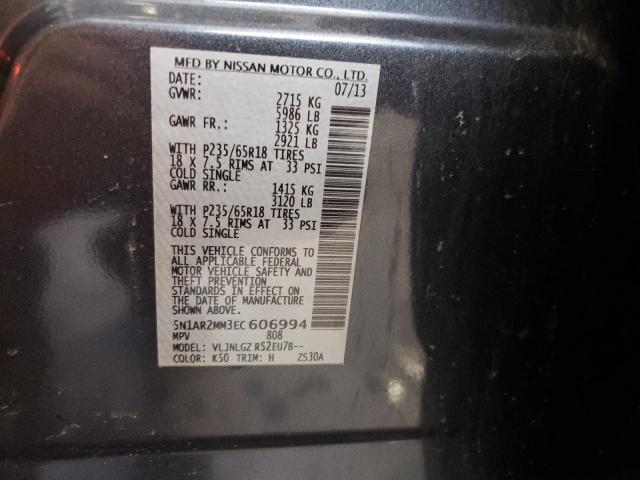 MFD BY NISSAN MOTOR CO., LTD.
DATE: 07/13
GVWR: 2715 KG
5986 LB
GAWR FR.: 1325 KG
2921 LB
WITH P235/65R18 TIRES
18 X 7.5 RIMS AT 33 PSI
COLD SINGLE
GAWR RR.: 1415 KG
3120 LB
WITH P235/65R18 TIRES
18 X 7.5 RIMS AT 33 PSI
COLD SINGLE
THIS VEHICLE CONFORMS TO
ALL APPLICABLE FEDERAL
MOTOR VEHICLE SAFETY AND
THEFT PREVENTION
STANDARDS IN EFFECT ON
THE DATE OF MANUFACTURE
SHOWN ABOVE.
5N1AR2MM3EC606994
MPV 808
MODEL: VLJNLGZ R52EU7B--
COLOR: K50 TRIM: H ZS30A